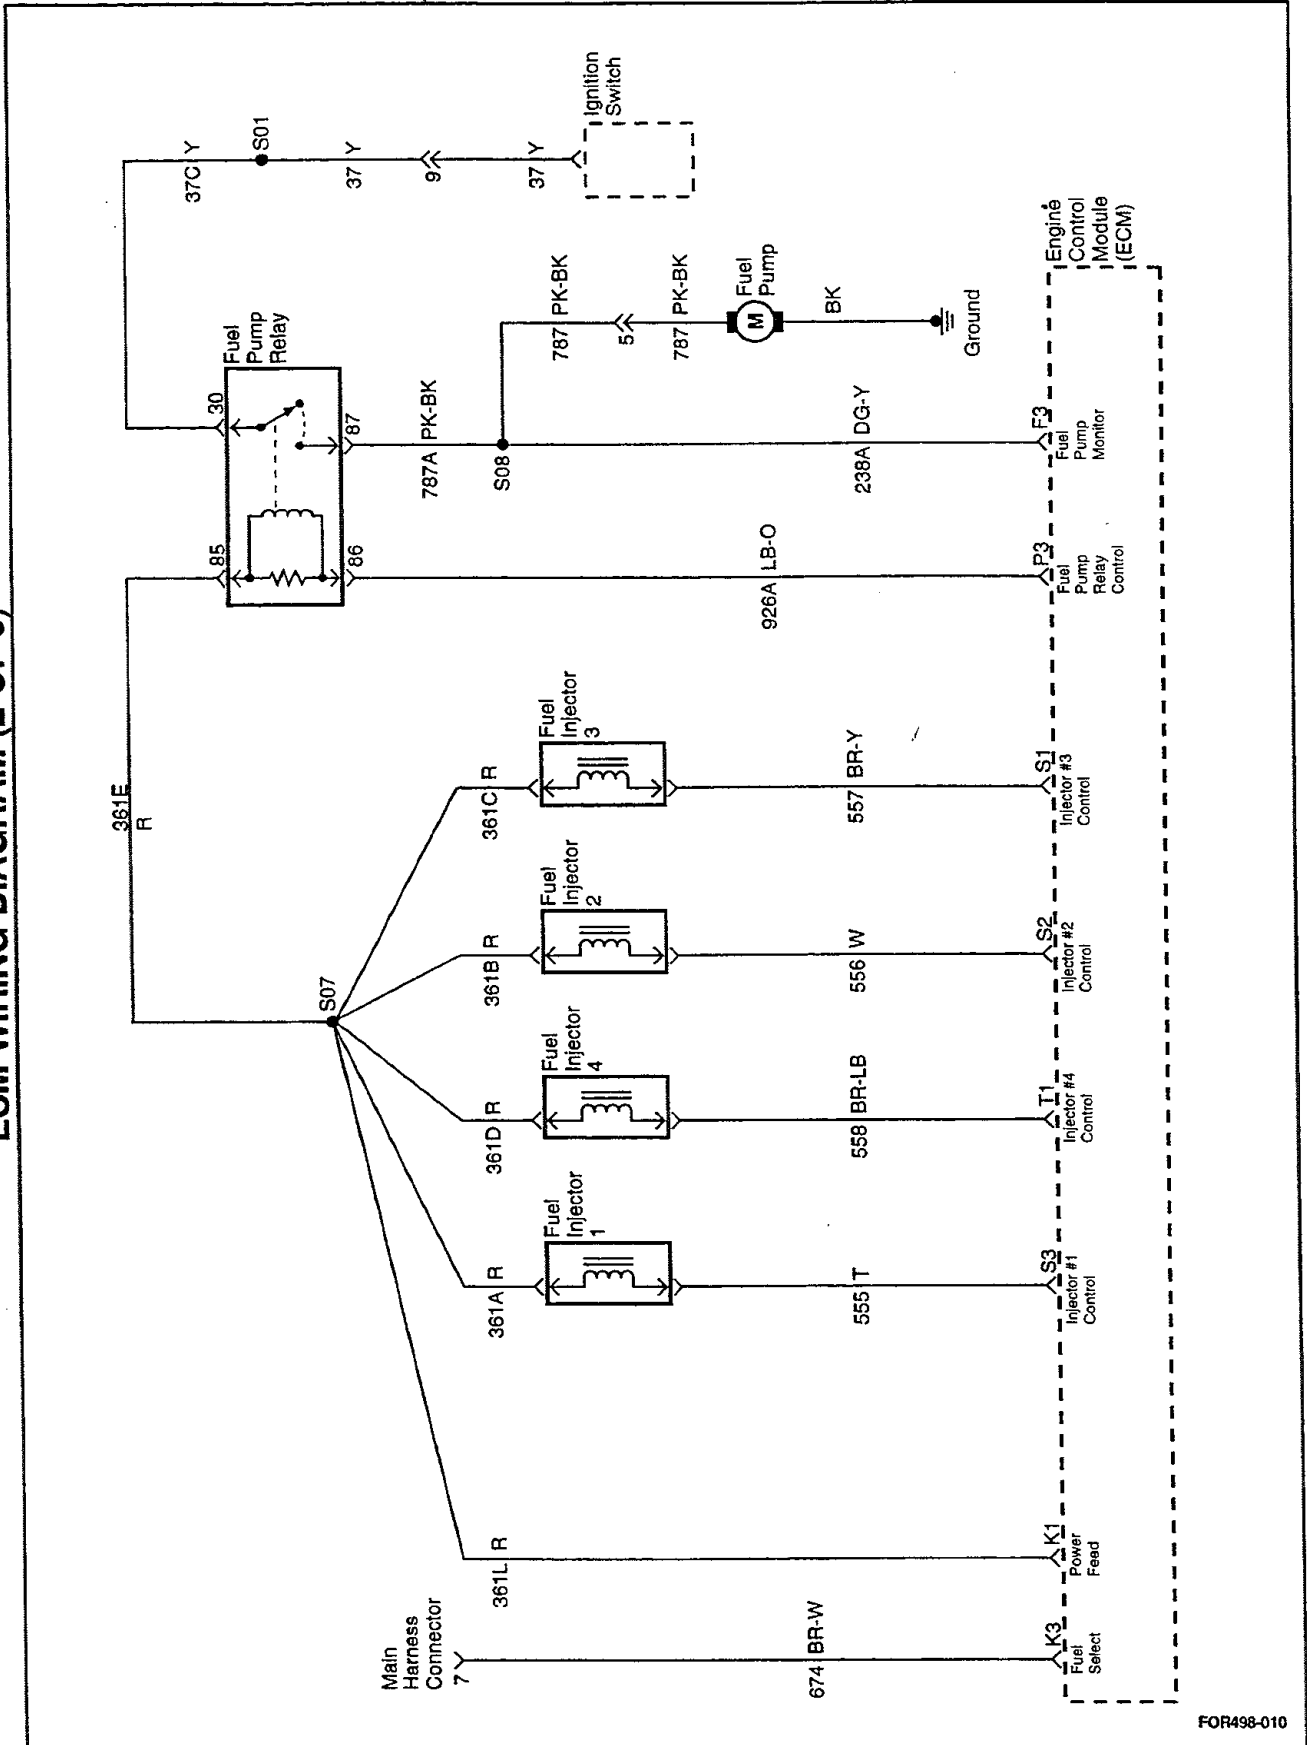 ECM WIRING DIAGRAM
Main
Harness
Connector
7
674 BR-W
K3
Fuel
Select
361L R
K1
Power
Feed
361A R
Fuel
Injector
1
555 T
S3
Injector #1
Control
361D R
Fuel
Injector
4
558 BR-LB
T1
Injector #4
Control
S07
361B R
Fuel
Injector
2
556 W
S2
Injector #2
Control
361C R
Fuel
Injector
3
557 BR-Y
S1
Injector #3
Control
361E
R
85
86
30
87
Fuel
Pump
Relay
926A LB-O
P3
Fuel
Pump
Relay
Control
787A PK-BK
S08
238A DG-Y
F3
Fuel
Pump
Monitor
787 PK-BK
5
787 PK-BK
M
Fuel
Pump
BK
Ground
37C Y
S01
37 Y
9
37 Y
Ignition
Switch
Engine
Control
Module
(ECM)
FOR498-010